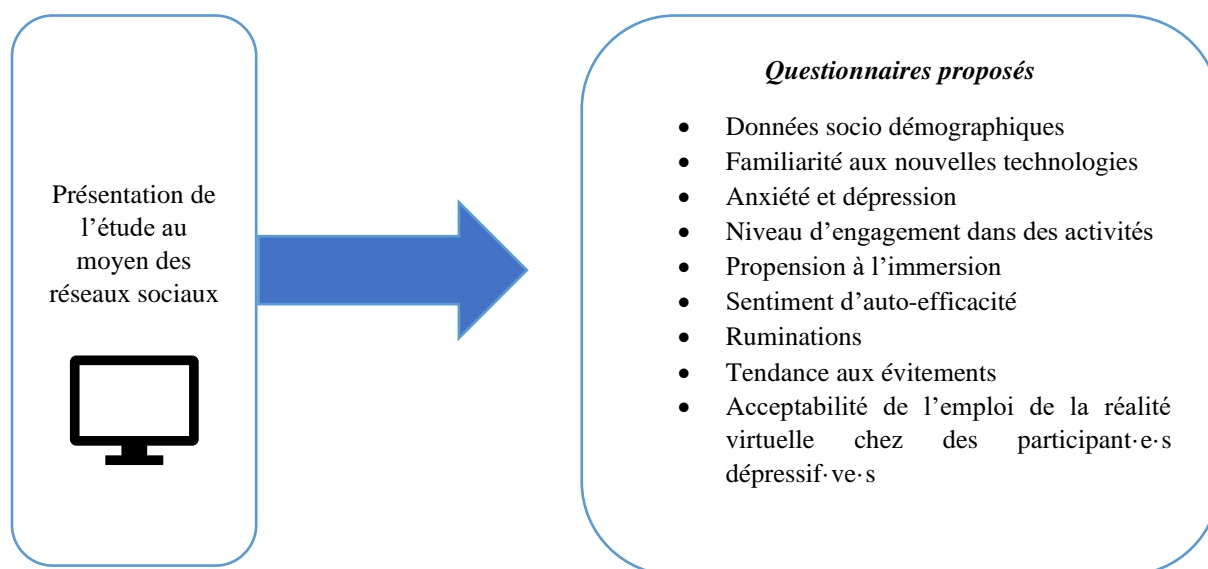 Présentation de
l’étude au
moyen des
réseaux sociaux
Questionnaires proposés
• Données socio démographiques
• Familiarité aux nouvelles technologies
• Anxiété et dépression
• Niveau d’engagement dans des activités
• Propension à l’immersion
• Sentiment d’auto-efficacité
• Ruminations
• Tendance aux évitements
• Acceptabilité de l’emploi de la réalité
virtuelle chez des participant·e·s
dépressif·ve·s